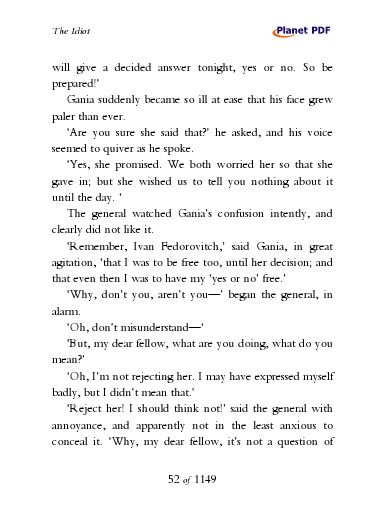 The Idiot
Planet PDF
will give a decided answer tonight, yes or no. So be
prepared!'
Gania suddenly became so ill at ease that his face grew
paler than ever.
'Are you sure she said that?' he asked, and his voice
seemed to quiver as he spoke.
'Yes, she promised. We both worried her so that she
gave in; but she wished us to tell you nothing about it
until the day. '
The general watched Gania's confusion intently, and
clearly did not like it.
'Remember, Ivan Fedorovitch,' said Gania, in great
agitation, 'that I was to be free too, until her decision; and
that even then I was to have my 'yes or no' free.'
'Why, don't you, aren't you—' began the general, in
alarm.
'Oh, don't misunderstand—'
'But, my dear fellow, what are you doing, what do you
mean?'
'Oh, I'm not rejecting her. I may have expressed myself
badly, but I didn't mean that.'
'Reject her! I should think not!' said the general with
annoyance, and apparently not in the least anxious to
conceal it. 'Why, my dear fellow, it's not a question of
52 of 1149